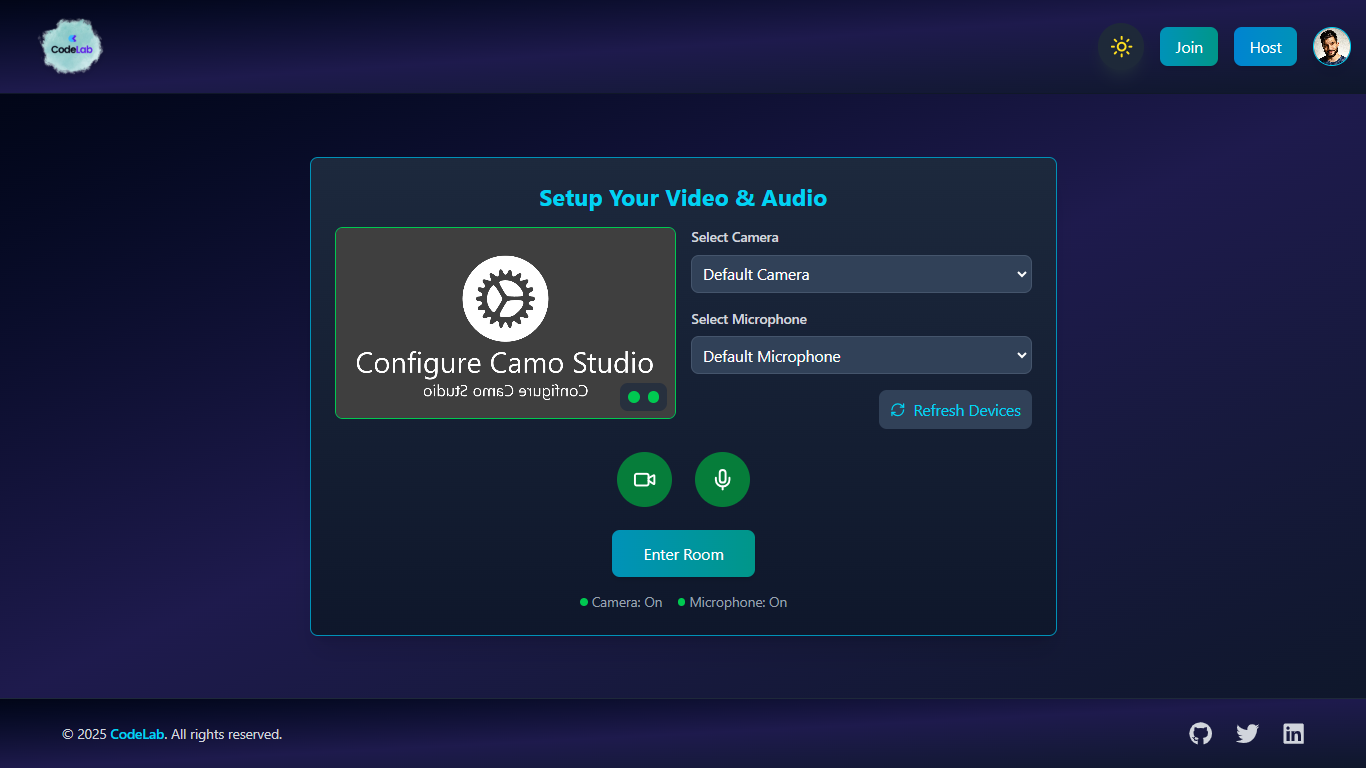 CodeLab
Join
Host
Setup Your Video & Audio
Configure Camo Studio
Configure Camo Studio
Select Camera
Default Camera
Select Microphone
Default Microphone
Refresh Devices
Enter Room
Camera: On Microphone: On
© 2025 CodeLab. All rights reserved.
in